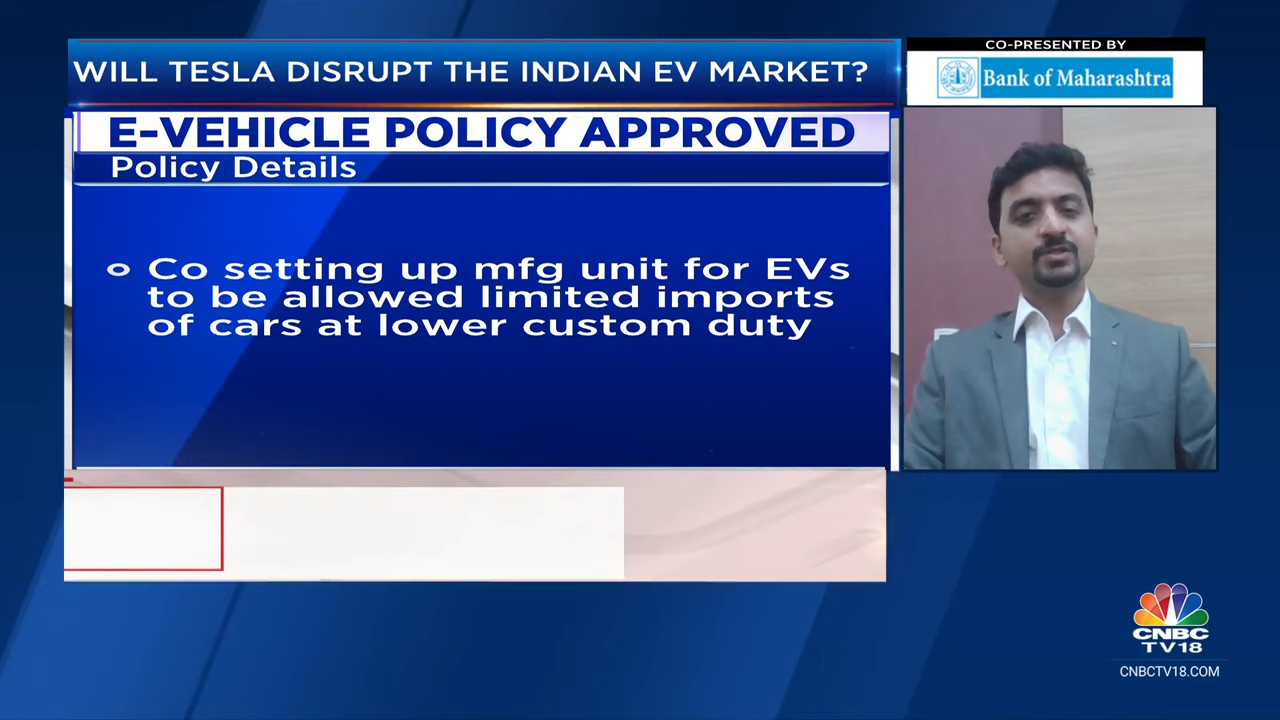 WILL TESLA DISRUPT THE INDIAN EV MARKET?
CO-PRESENTED BY
Bank of Maharashtra
E-VEHICLE POLICY APPROVED
Policy Details
Co setting up mfg unit for EVs
to be allowed limited imports
of cars at lower custom duty
CNBC
TV18
CNBCTV18.COM